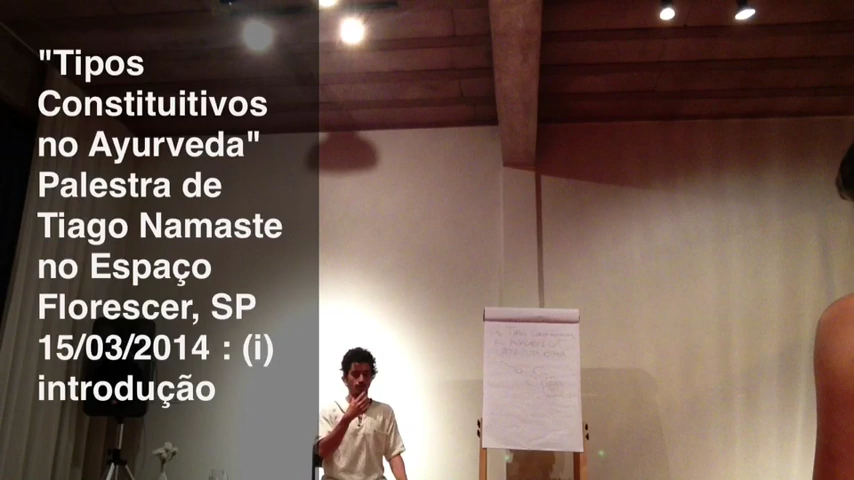 "Tipos
Constituitivos
no Ayurveda"
Palestra de
Tiago Namaste
no Espaço
Florescer, SP
15/03/2014 : (i)
introdução